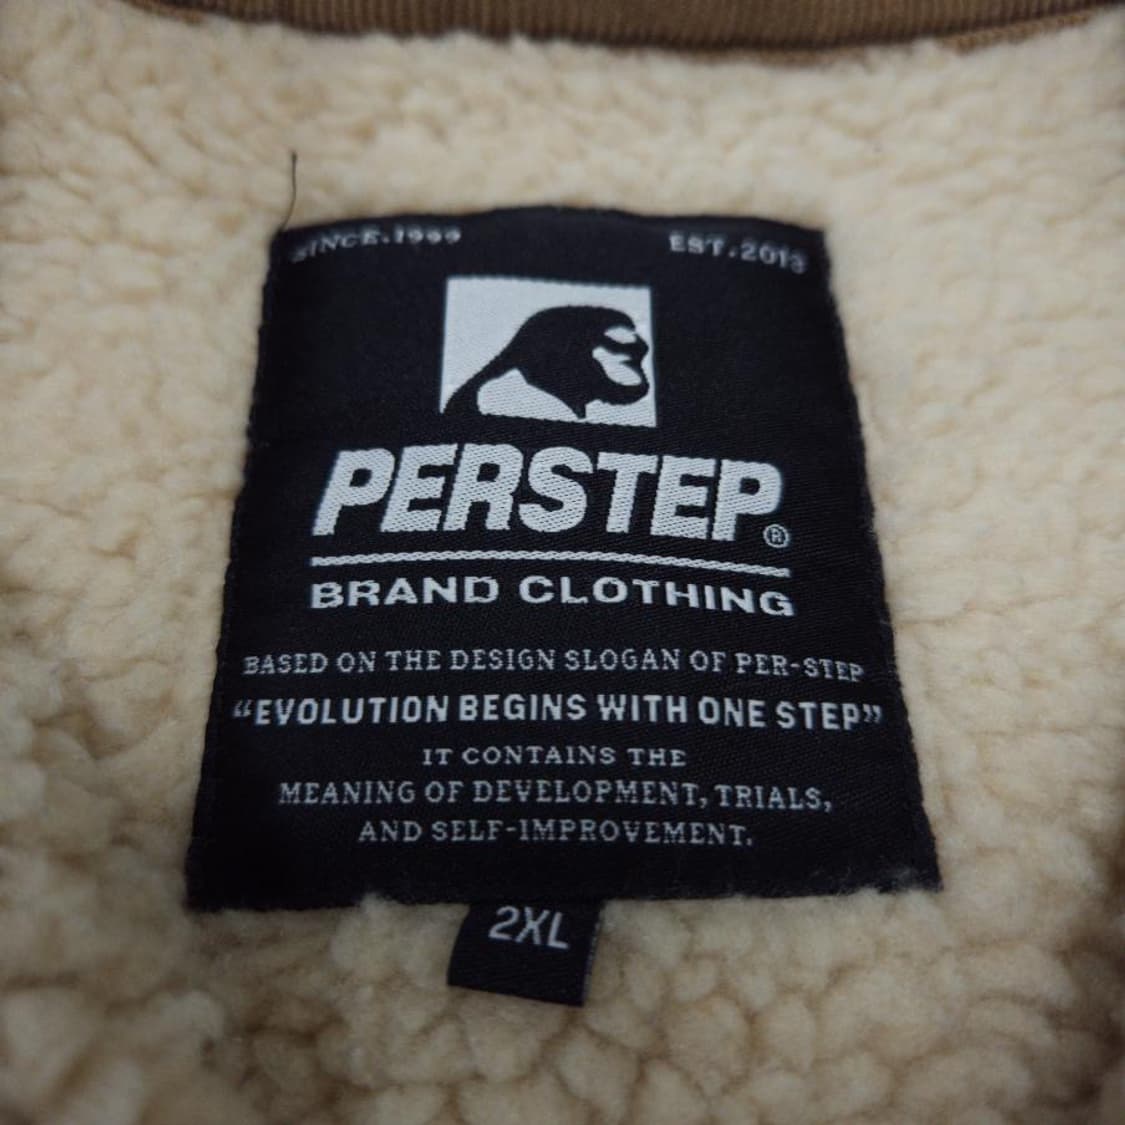 SINCE.1999
EST.2013
PERSTEP®
BRAND CLOTHING
BASED ON THE DESIGN SLOGAN OF PER-STEP
“EVOLUTION BEGINS WITH ONE STEP”
IT CONTAINS THE
MEANING OF DEVELOPMENT, TRIALS,
AND SELF-IMPROVEMENT.
2XL